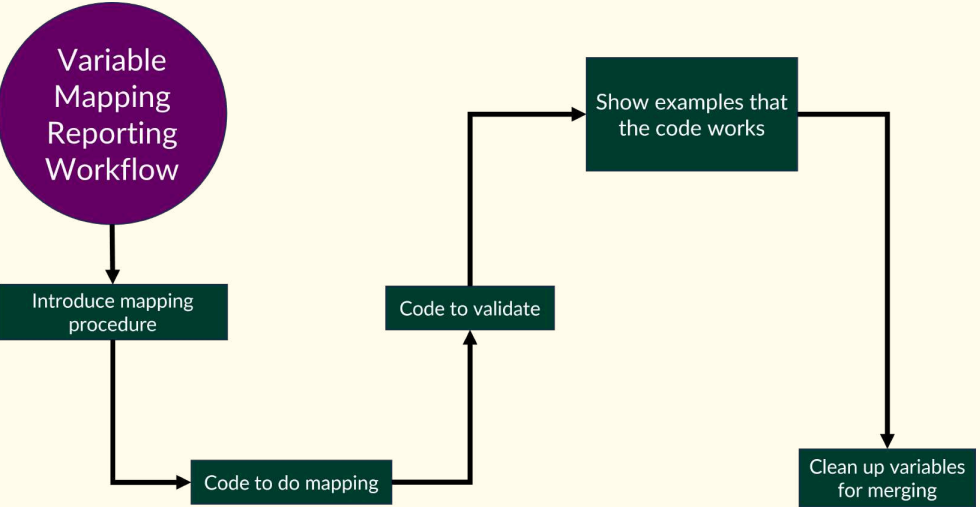 Variable
Mapping
Reporting
Workflow
Introduce mapping
procedure
Code to do mapping
Code to validate
Show examples that
the code works
Clean up variables
for merging